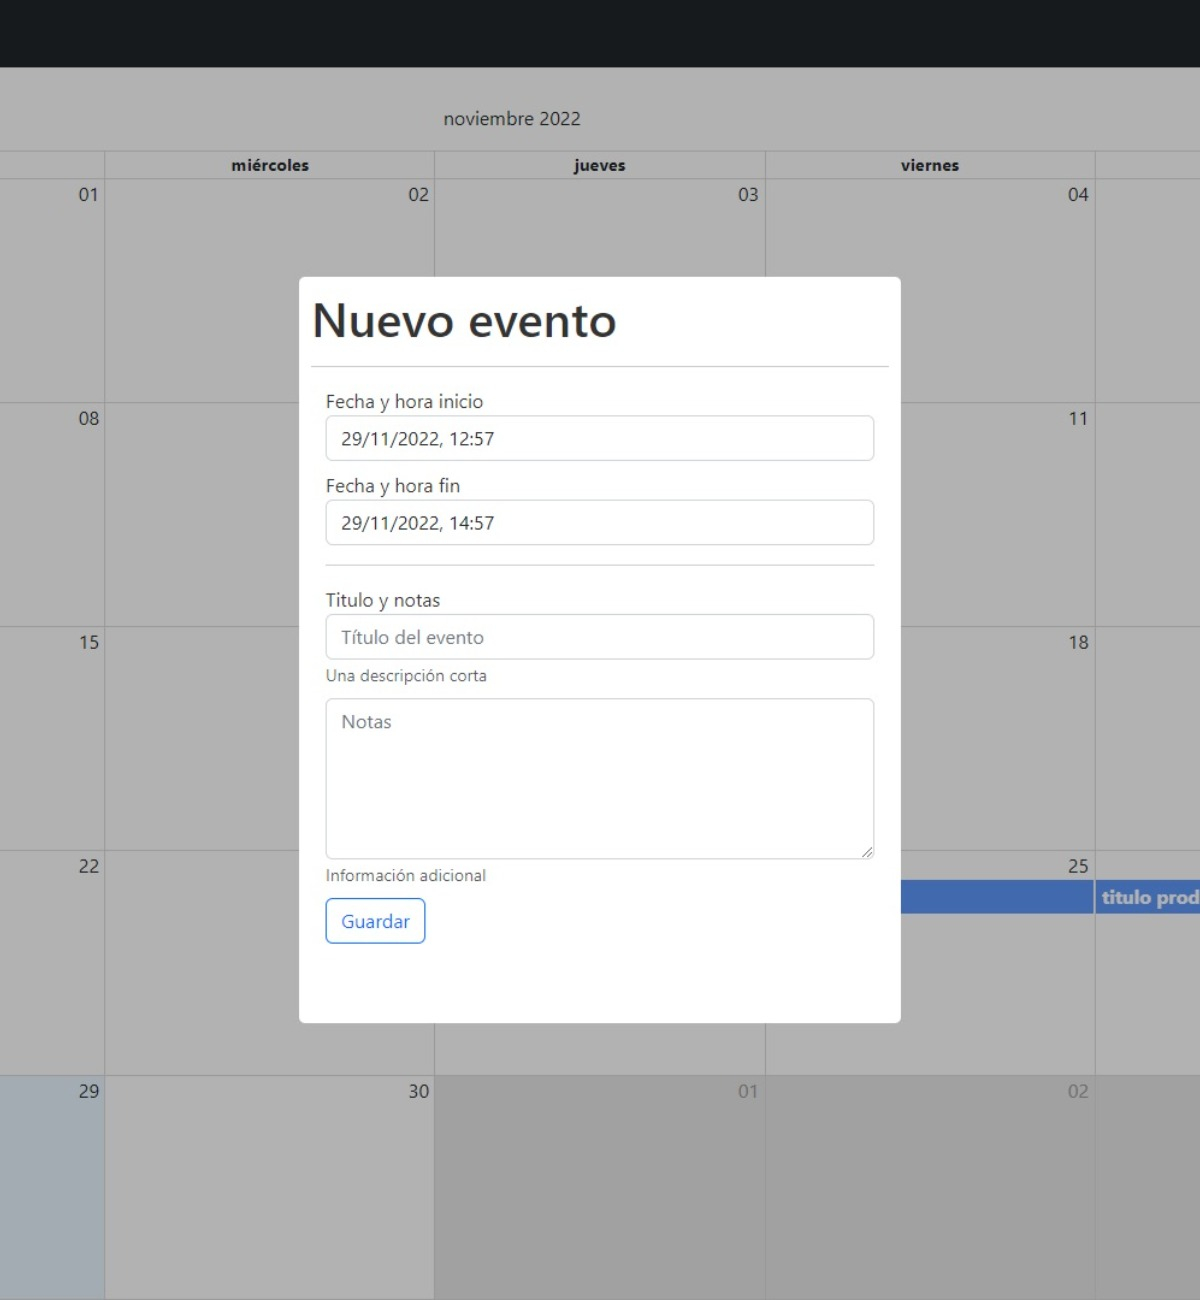 noviembre 2022
miércoles jueves viernes
01 02 03 04
Nuevo evento
Fecha y hora inicio
29/11/2022, 12:57
08 11
Fecha y hora fin
29/11/2022, 14:57
Titulo y notas
Título del evento
15 18
Una descripción corta
Notas
22 25
Información adicional
titulo prod
Guardar
29 30 01 02